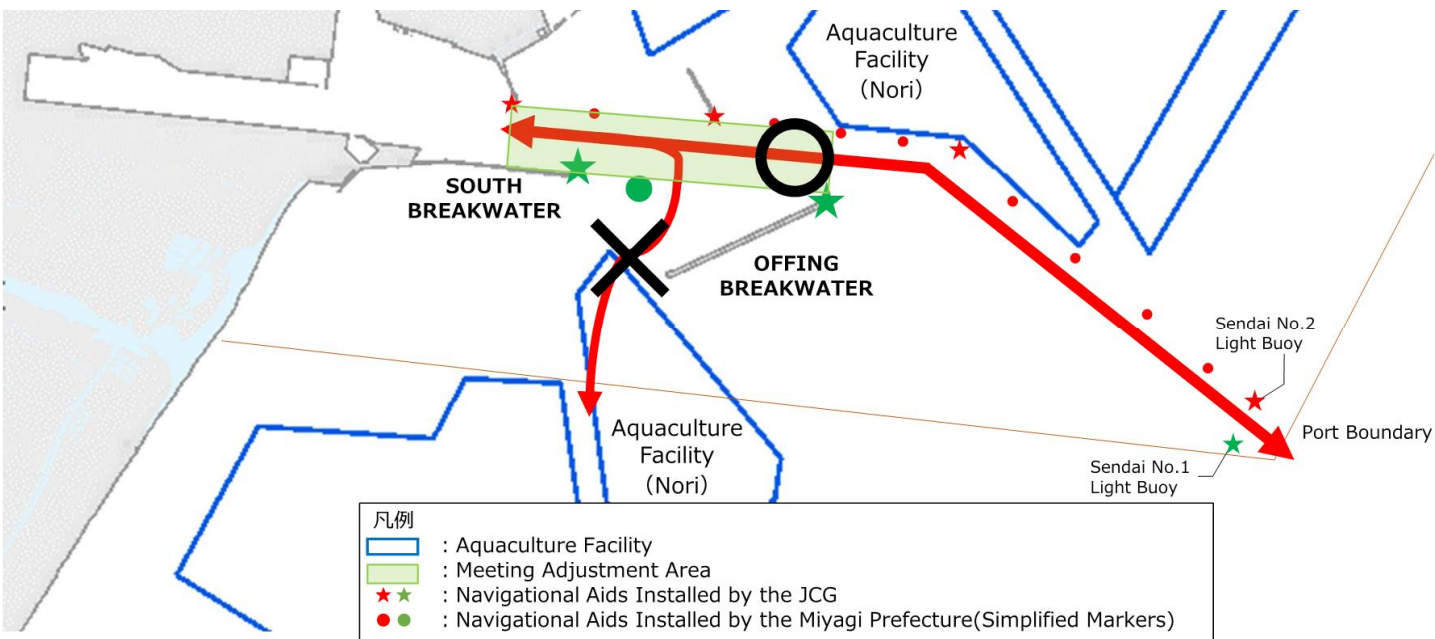 Aquaculture
Facility
(Nori)
SOUTH
BREAKWATER
OFFING
BREAKWATER
Sendai No.2
Light Buoy
Port Boundary
Sendai No.1
Light Buoy
Aquaculture
Facility
(Nori)
凡例
: Aquaculture Facility
: Meeting Adjustment Area
: Navigational Aids Installed by the JCG
: Navigational Aids Installed by the Miyagi Prefecture(Simplified Markers)